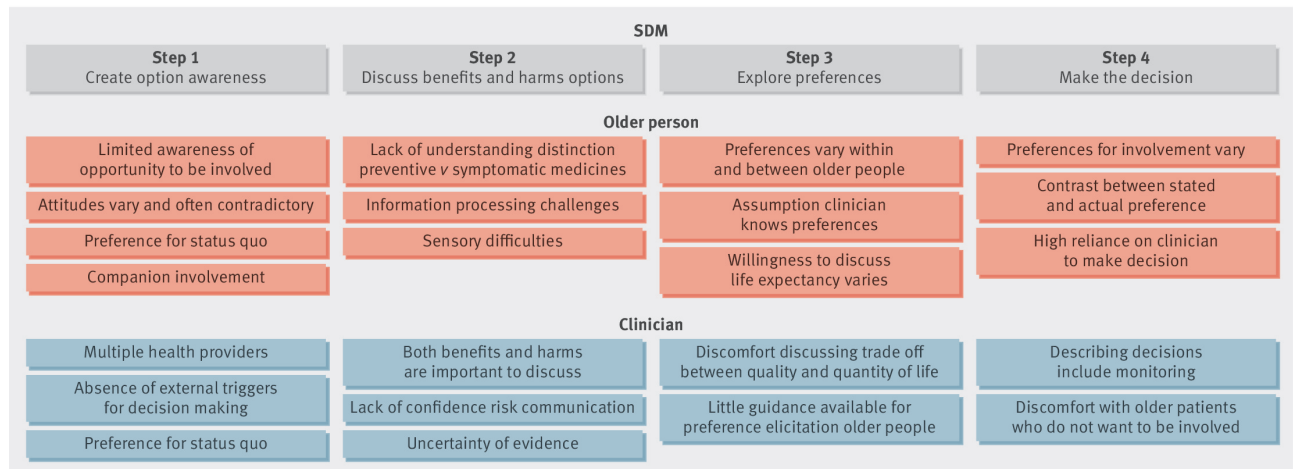 SDM
Step 1
Create option awareness
Step 2
Discuss benefits and harms options
Step 3
Explore preferences
Step 4
Make the decision
Older person
Limited awareness of
opportunity to be involved
Attitudes vary and often contradictory
Preference for status quo
Companion involvement
Lack of understanding distinction
preventive v symptomatic medicines
Information processing challenges
Sensory difficulties
Preferences vary within
and between older people
Assumption clinician
knows preferences
Willingness to discuss
life expectancy varies
Preferences for involvement vary
Contrast between stated
and actual preference
High reliance on clinician
to make decision
Clinician
Multiple health providers
Absence of external triggers
for decision making
Preference for status quo
Both benefits and harms
are important to discuss
Lack of confidence risk communication
Uncertainty of evidence
Discomfort discussing trade off
between quality and quantity of life
Little guidance available for
preference elicitation older people
Describing decisions
include monitoring
Discomfort with older patients
who do not want to be involved